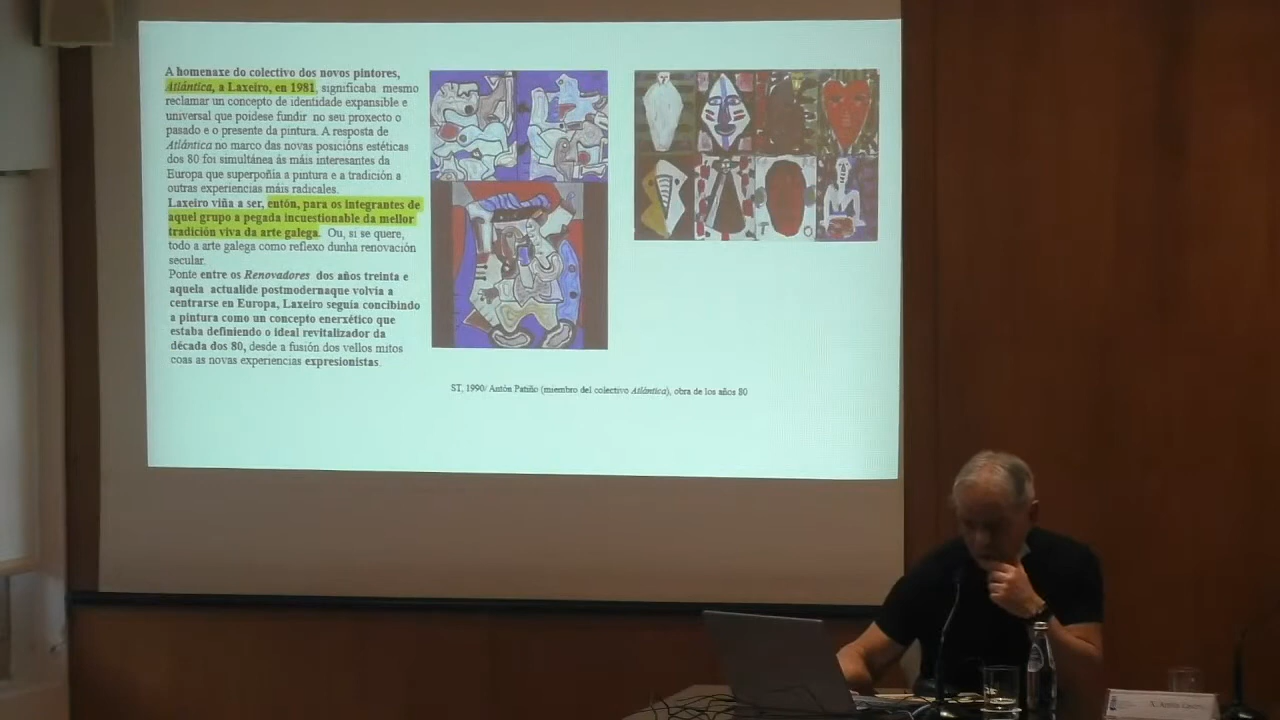 A homenaxe do colectivo dos novos pintores,
Atlántica, a Laxeiro, en 1981, significaba mesmo
reclamar un concepto de identidade expansible e
universal que poidese fundir no seu proxecto o
pasado e o presente da pintura. A resposta de
Atlántica no marco das novas posicións estéticas
dos 80 foi simultánea ás máis interesantes da
Europa que superpoñía a pintura e a tradición a
outras experiencias máis radicales.
Laxeiro viña a ser, entón, para os integrantes de
aquel grupo a pegada incuestionable da mellor
tradición viva da arte galega. Ou, si se quere,
todo a arte galega como reflexo dunha renovación
secular.
Ponte entre os Renovadores dos años treinta e
aquela actualide postmodernaque volvia a
centrarse en Europa, Laxeiro seguía concibindo
a pintura como un concepto enerxético que
estaba definiendo o ideal revitalizador da
década dos 80, desde a fusión dos vellos mitos
coas as novas experiencias expresionistas.
ST, 1990/ Antón Patiño (miembro del colectivo Atlántica), obra de los años 80
T O